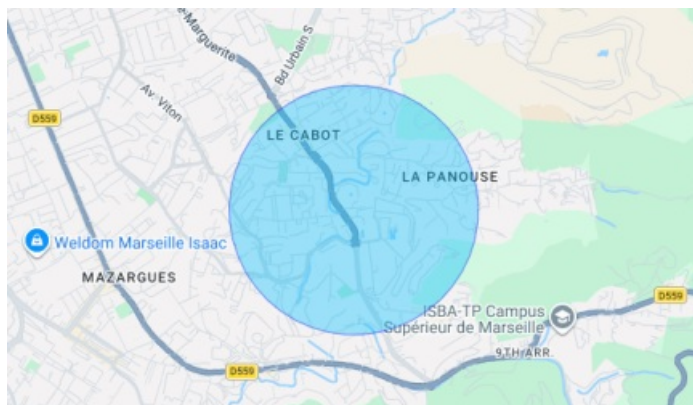 -Marguerite
Bd Urbain S
Av. Viton
D559
LE CABOT
LA PANOUSE
Weldom Marseille Isaac
MAZARGUES
D559
ISBA-TP Campus
Supérieur de Marseille
9TH ARR.
D559